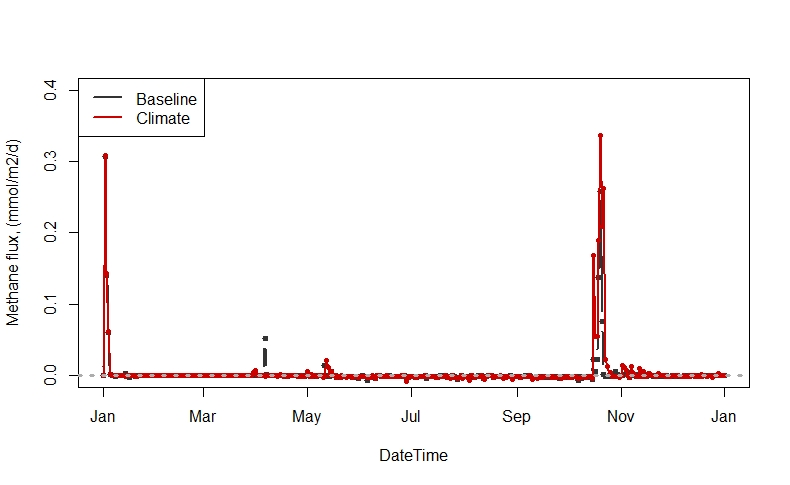 0.4
0.3
0.2
0.1
0.0
Methane flux, (mmol/m2/d)
Baseline
Climate
Jan Mar May Jul Sep Nov Jan
DateTime